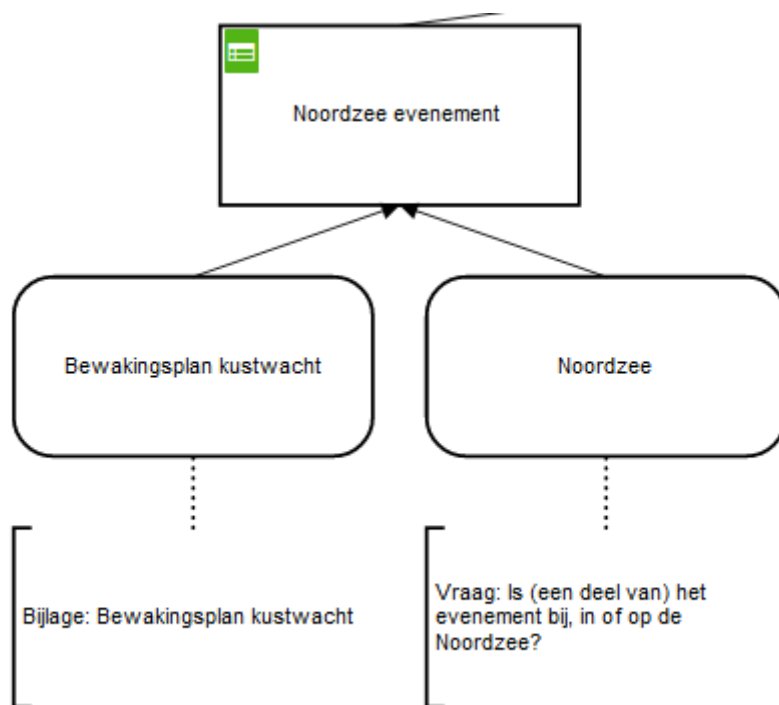 Noordzee evenement
Bewakingsplan kustwacht
Noordzee
Bijlage: Bewakingsplan kustwacht
Vraag: Is (een deel van) het
evenement bij, in of op de
Noordzee?